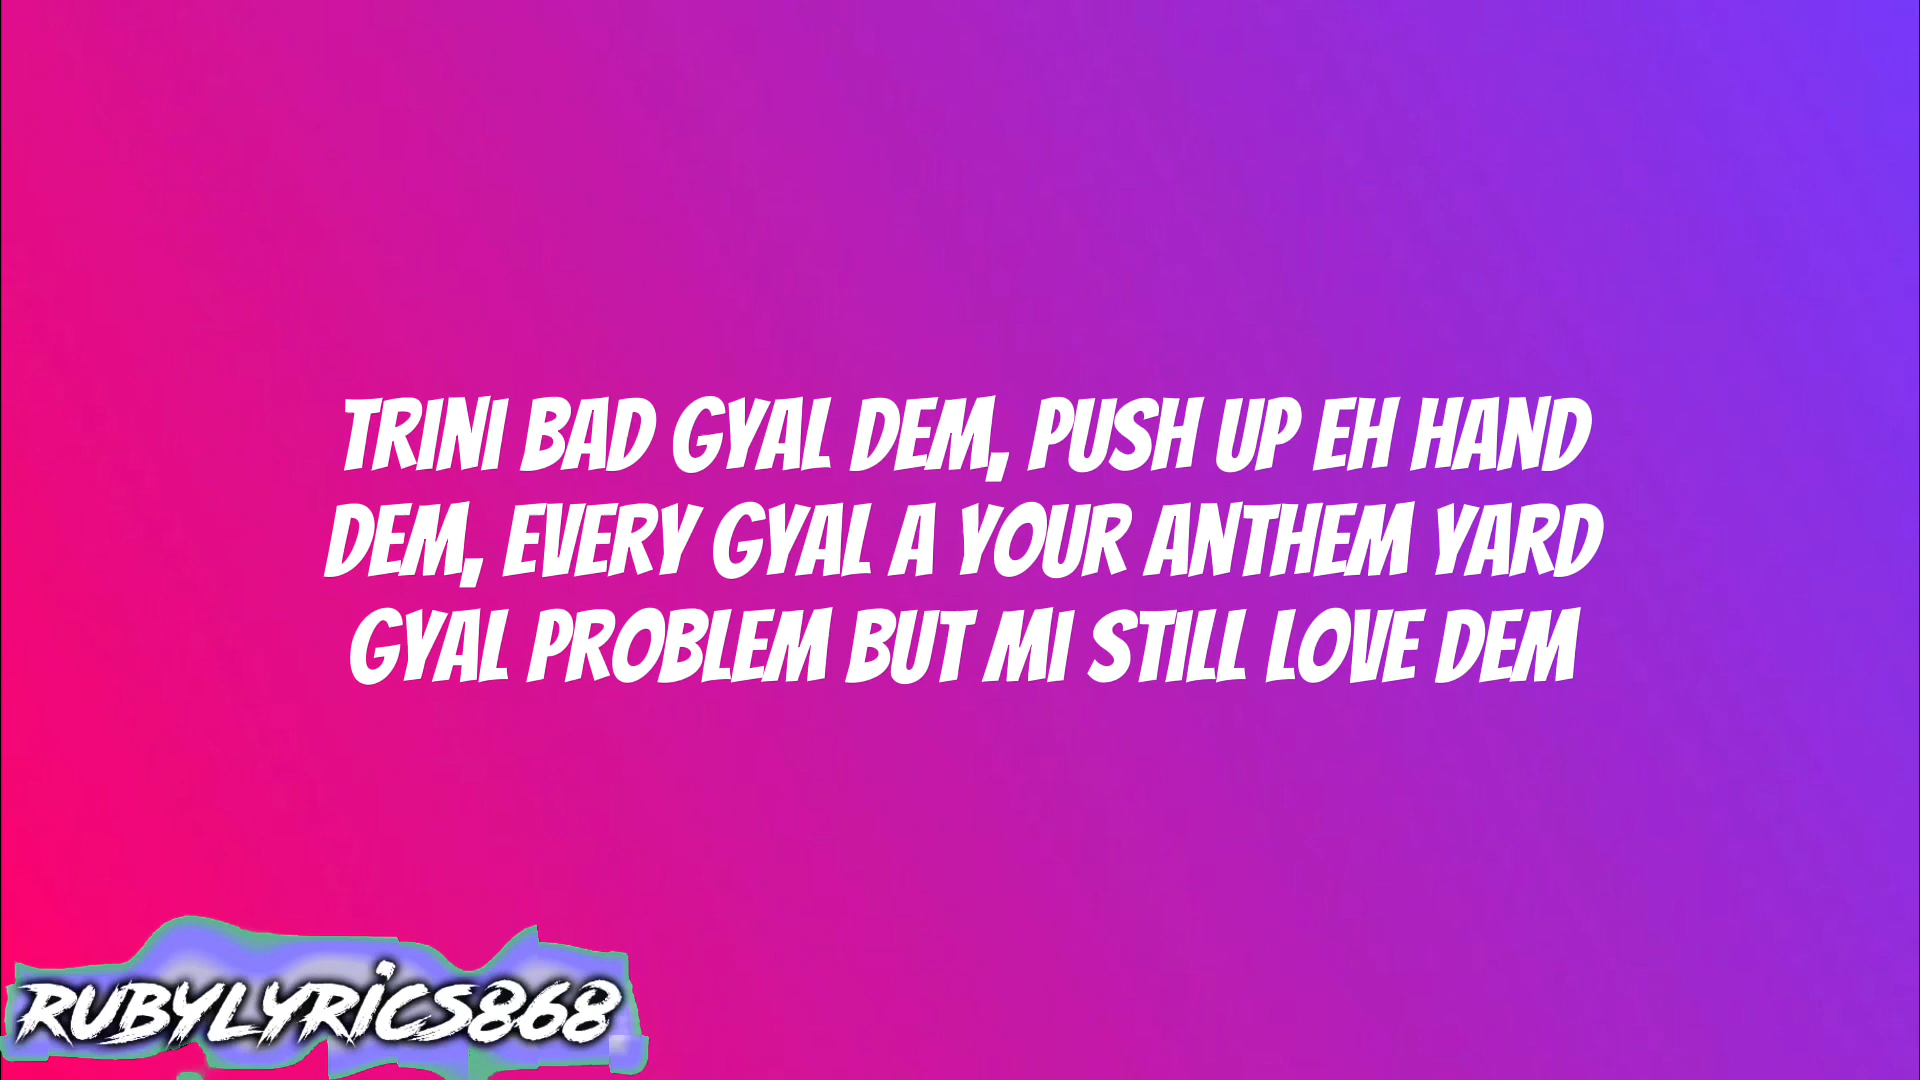 TRINI BAD GYAL DEM, PUSH UP EH HAND
DEM, EVERY GYAL A YOUR ANTHEM YARD
GYAL PROBLEM BUT MI STILL LOVE DEM
RUBYLYRICS868